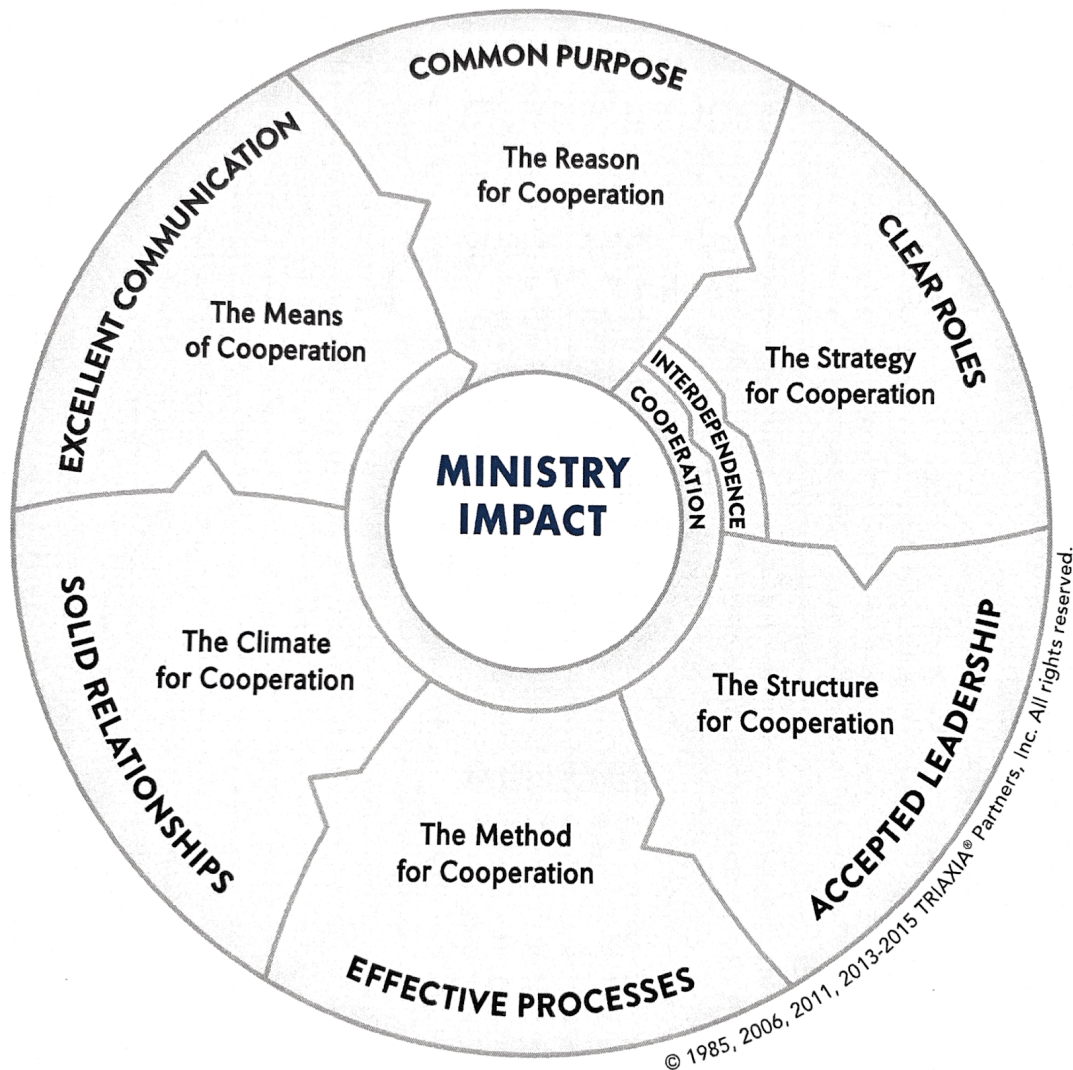 COMMON PURPOSE
The Reason
for Cooperation
CLEAR ROLES
The Strategy
for Cooperation
INTERDEPENDENCE
COOPERATION
ACCEPTED LEADERSHIP
The Structure
for Cooperation
EFFECTIVE PROCESSES
The Method
for Cooperation
SOLID RELATIONSHIPS
The Climate
for Cooperation
EXCELLENT COMMUNICATION
The Means
of Cooperation
MINISTRY
IMPACT
© 1985, 2006, 2011, 2013-2015 TRIAXIA® Partners, Inc. All rights reserved.